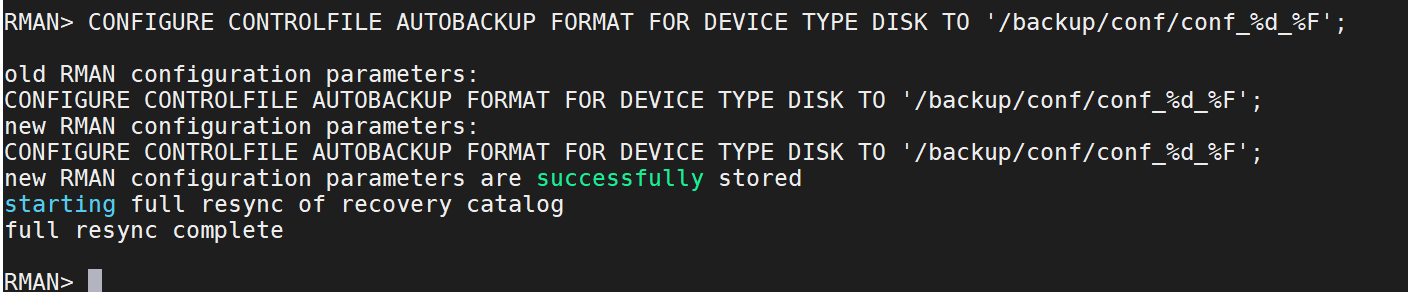 RMAN> CONFIGURE CONTROLFILE AUTOBACKUP FORMAT FOR DEVICE TYPE DISK TO '/backup/conf/conf_%d_%F';
old RMAN configuration parameters:
CONFIGURE CONTROLFILE AUTOBACKUP FORMAT FOR DEVICE TYPE DISK TO '/backup/conf/conf_%d_%F';
new RMAN configuration parameters:
CONFIGURE CONTROLFILE AUTOBACKUP FORMAT FOR DEVICE TYPE DISK TO '/backup/conf/conf_%d_%F';
new RMAN configuration parameters are successfully stored
starting full resync of recovery catalog
full resync complete
RMAN>